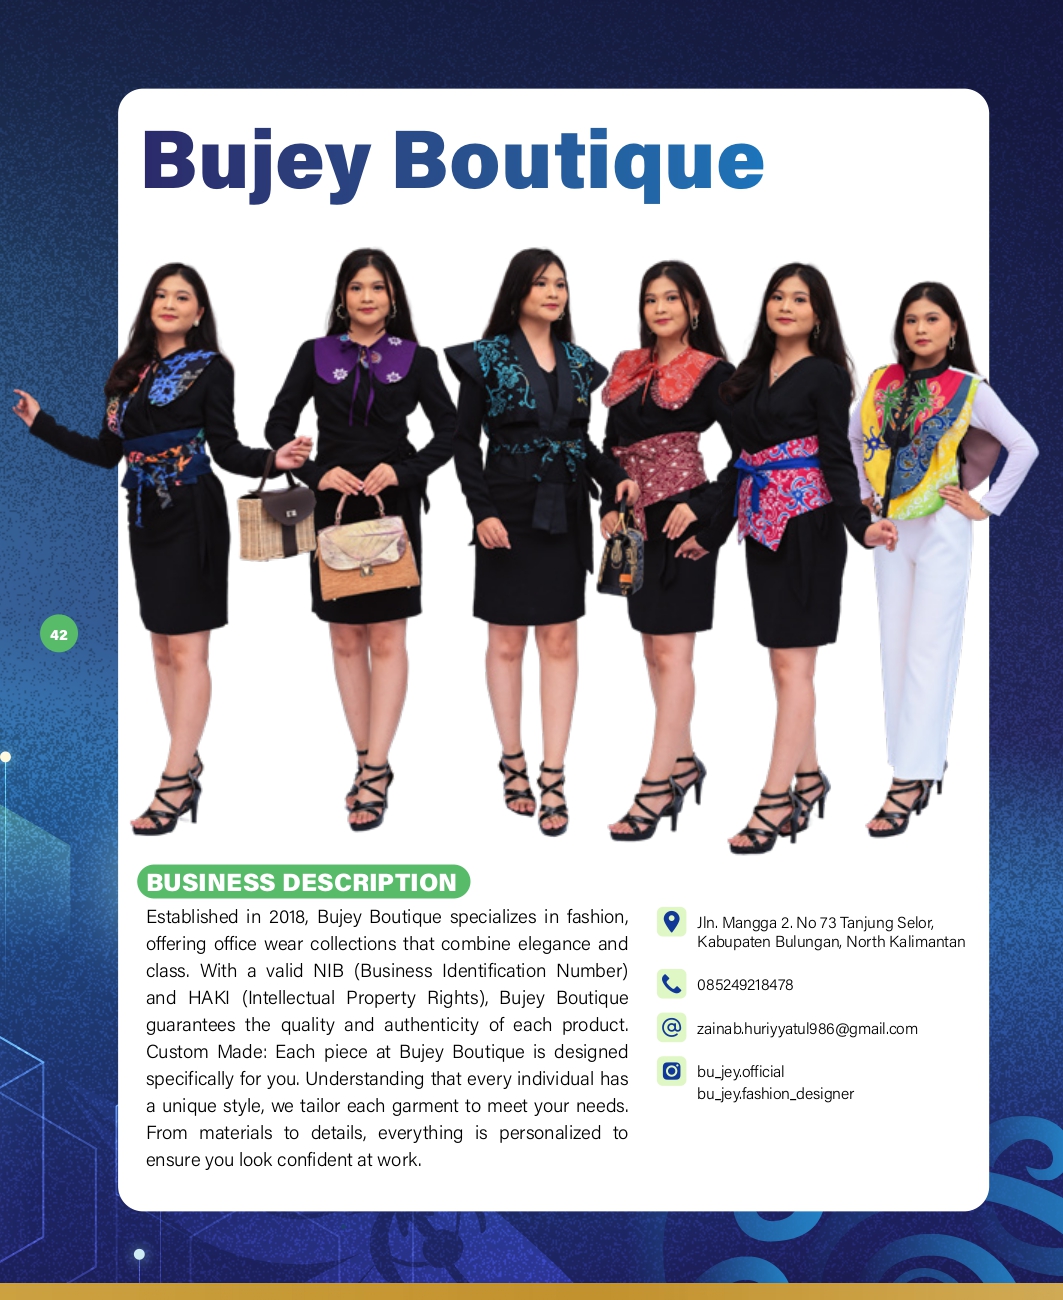 Bujey Boutique
42
BUSINESS DESCRIPTION
Established in 2018, Bujey Boutique specializes in fashion,
offering office wear collections that combine elegance and
class. With a valid NIB (Business Identification Number)
and HAKI (Intellectual Property Rights), Bujey Boutique
guarantees the quality and authenticity of each product.
Custom Made: Each piece at Bujey Boutique is designed
specifically for you. Understanding that every individual has
a unique style, we tailor each garment to meet your needs.
From materials to details, everything is personalized to
ensure you look confident at work.
Jln. Mangga 2. No 73 Tanjung Selor,
Kabupaten Bulungan, North Kalimantan
085249218478
zainab.huriyyatul986@gmail.com
bu_jey.official
bu_jey.fashion_designer